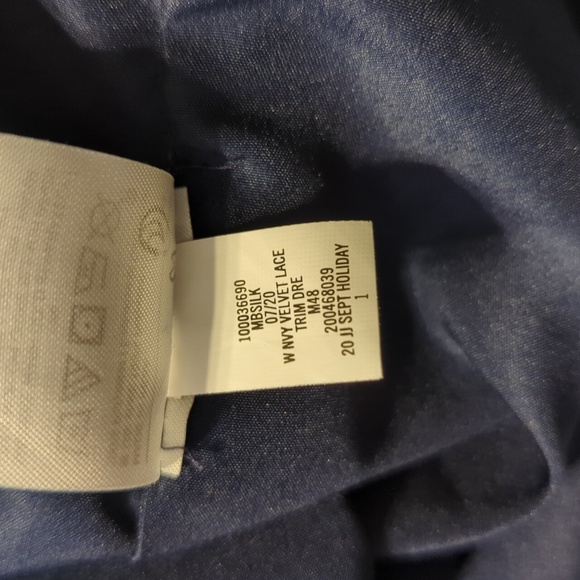 100036690
MBSILK
07/20
W NVY VELVET LACE
TRIM DRE
M48
200468039
20 JJ SEPT HOLIDAY
1